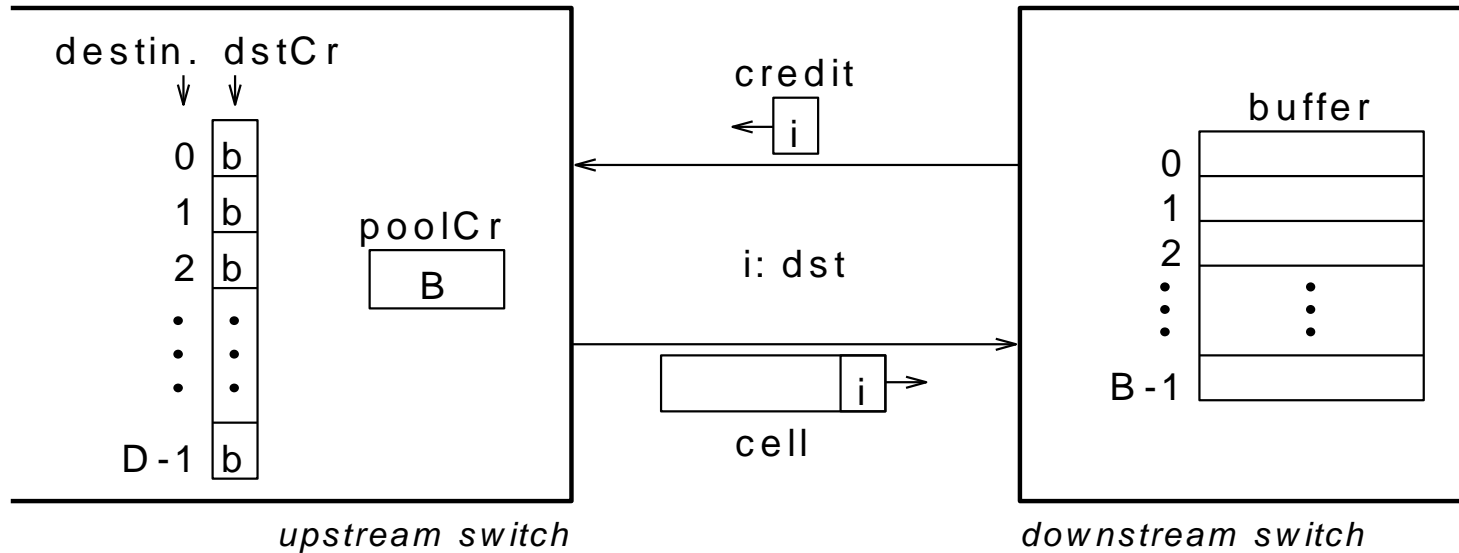 destin. dstCr
0 b
1 b
2 b
D-1 b
poolCr
B
upstream switch
credit
i
i: dst
i
cell
buffer
0
1
2
B-1
downstream switch